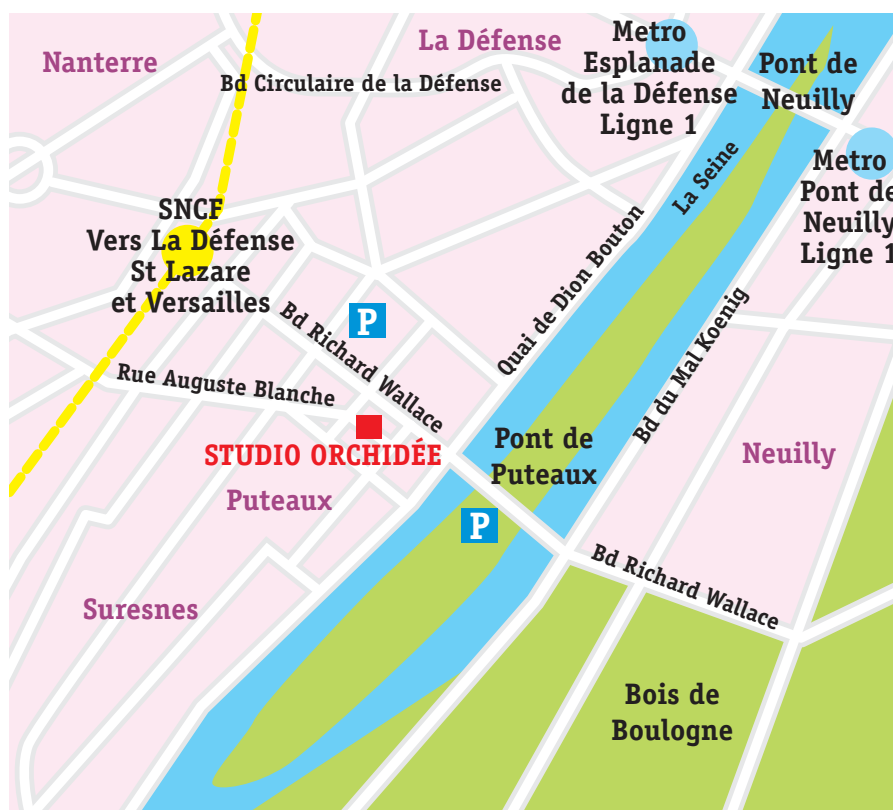 Nanterre
La Défense
Metro
Esplanade
de la Défense
Ligne 1
Pont de
Neuilly
Bd Circulaire de la Défense
Metro
Pont de
Neuilly
Ligne 1
La Seine
SNCF
Vers La Défense
St Lazare
et Versailles
Quai de Dion Bouton
P
Bd Richard Wallace
Bd du Mal Koenig
Rue Auguste Blanche
STUDIO ORCHIDÉE
Pont de
Puteaux
Neuilly
Puteaux
P
Bd Richard Wallace
Suresnes
Bois de
Boulogne